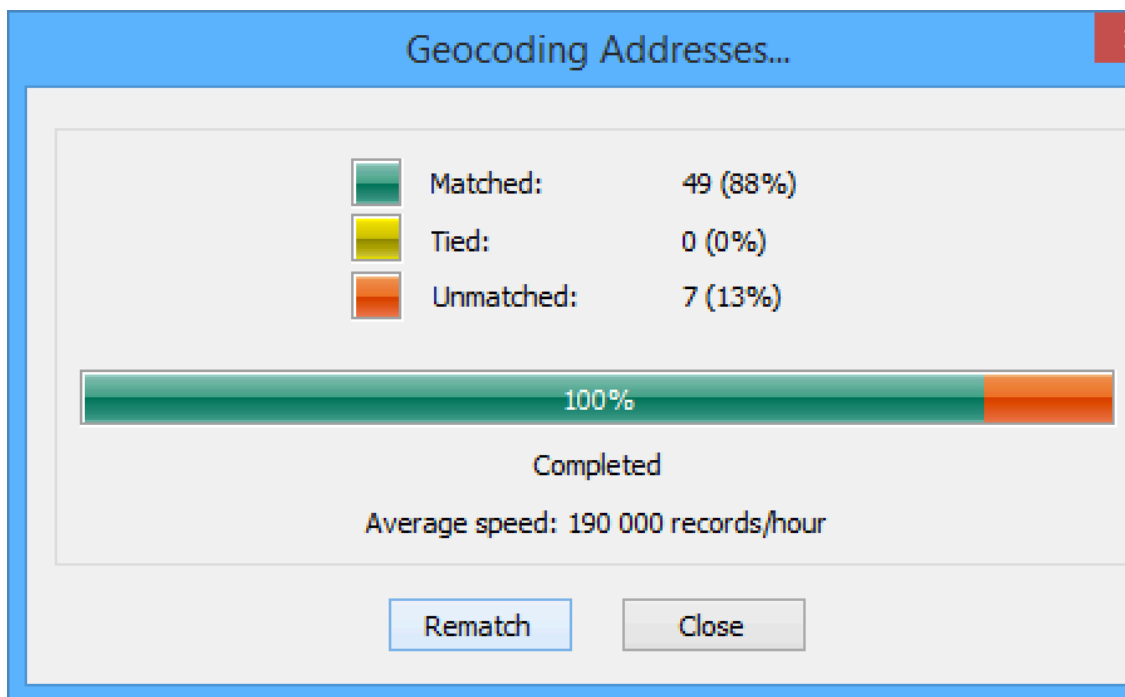 Geocoding Addresses...
Matched: 49 (88%)
Tied: 0 (0%)
Unmatched: 7 (13%)
100%
Completed
Average speed: 190 000 records/hour
Rematch Close